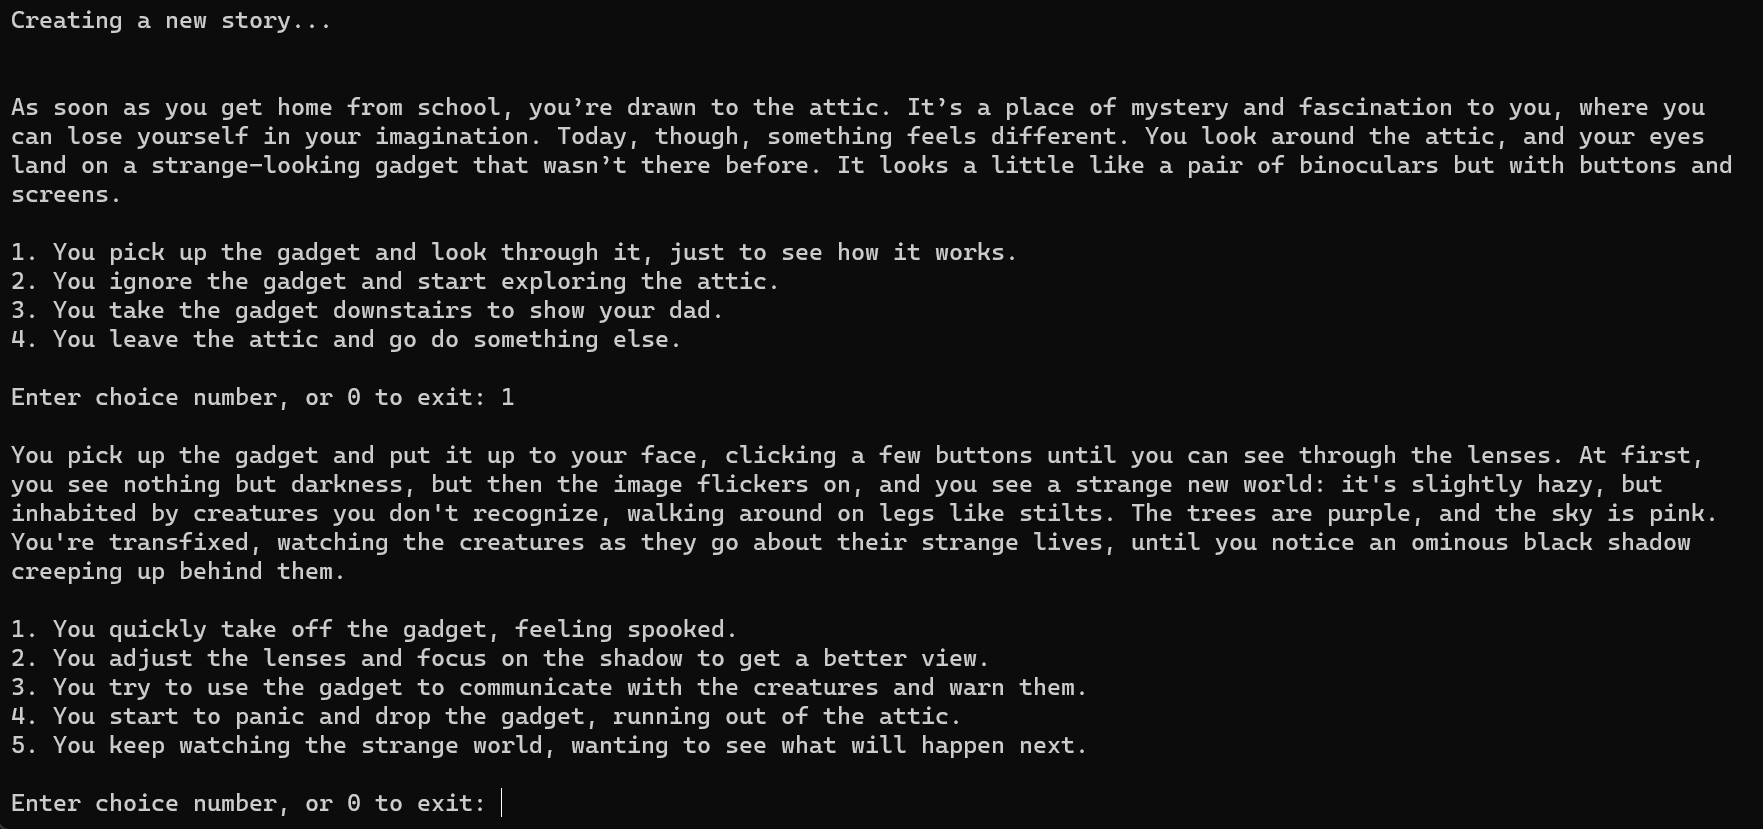 Creating a new story...
As soon as you get home from school, you’re drawn to the attic. It’s a place of mystery and fascination to you, where you
can lose yourself in your imagination. Today, though, something feels different. You look around the attic, and your eyes
land on a strange-looking gadget that wasn’t there before. It looks a little like a pair of binoculars but with buttons and
screens.
1. You pick up the gadget and look through it, just to see how it works.
2. You ignore the gadget and start exploring the attic.
3. You take the gadget downstairs to show your dad.
4. You leave the attic and go do something else.
Enter choice number, or 0 to exit: 1
You pick up the gadget and put it up to your face, clicking a few buttons until you can see through the lenses. At first,
you see nothing but darkness, but then the image flickers on, and you see a strange new world: it's slightly hazy, but
inhabited by creatures you don't recognize, walking around on legs like stilts. The trees are purple, and the sky is pink.
You're transfixed, watching the creatures as they go about their strange lives, until you notice an ominous black shadow
creeping up behind them.
1. You quickly take off the gadget, feeling spooked.
2. You adjust the lenses and focus on the shadow to get a better view.
3. You try to use the gadget to communicate with the creatures and warn them.
4. You start to panic and drop the gadget, running out of the attic.
5. You keep watching the strange world, wanting to see what will happen next.
Enter choice number, or 0 to exit: